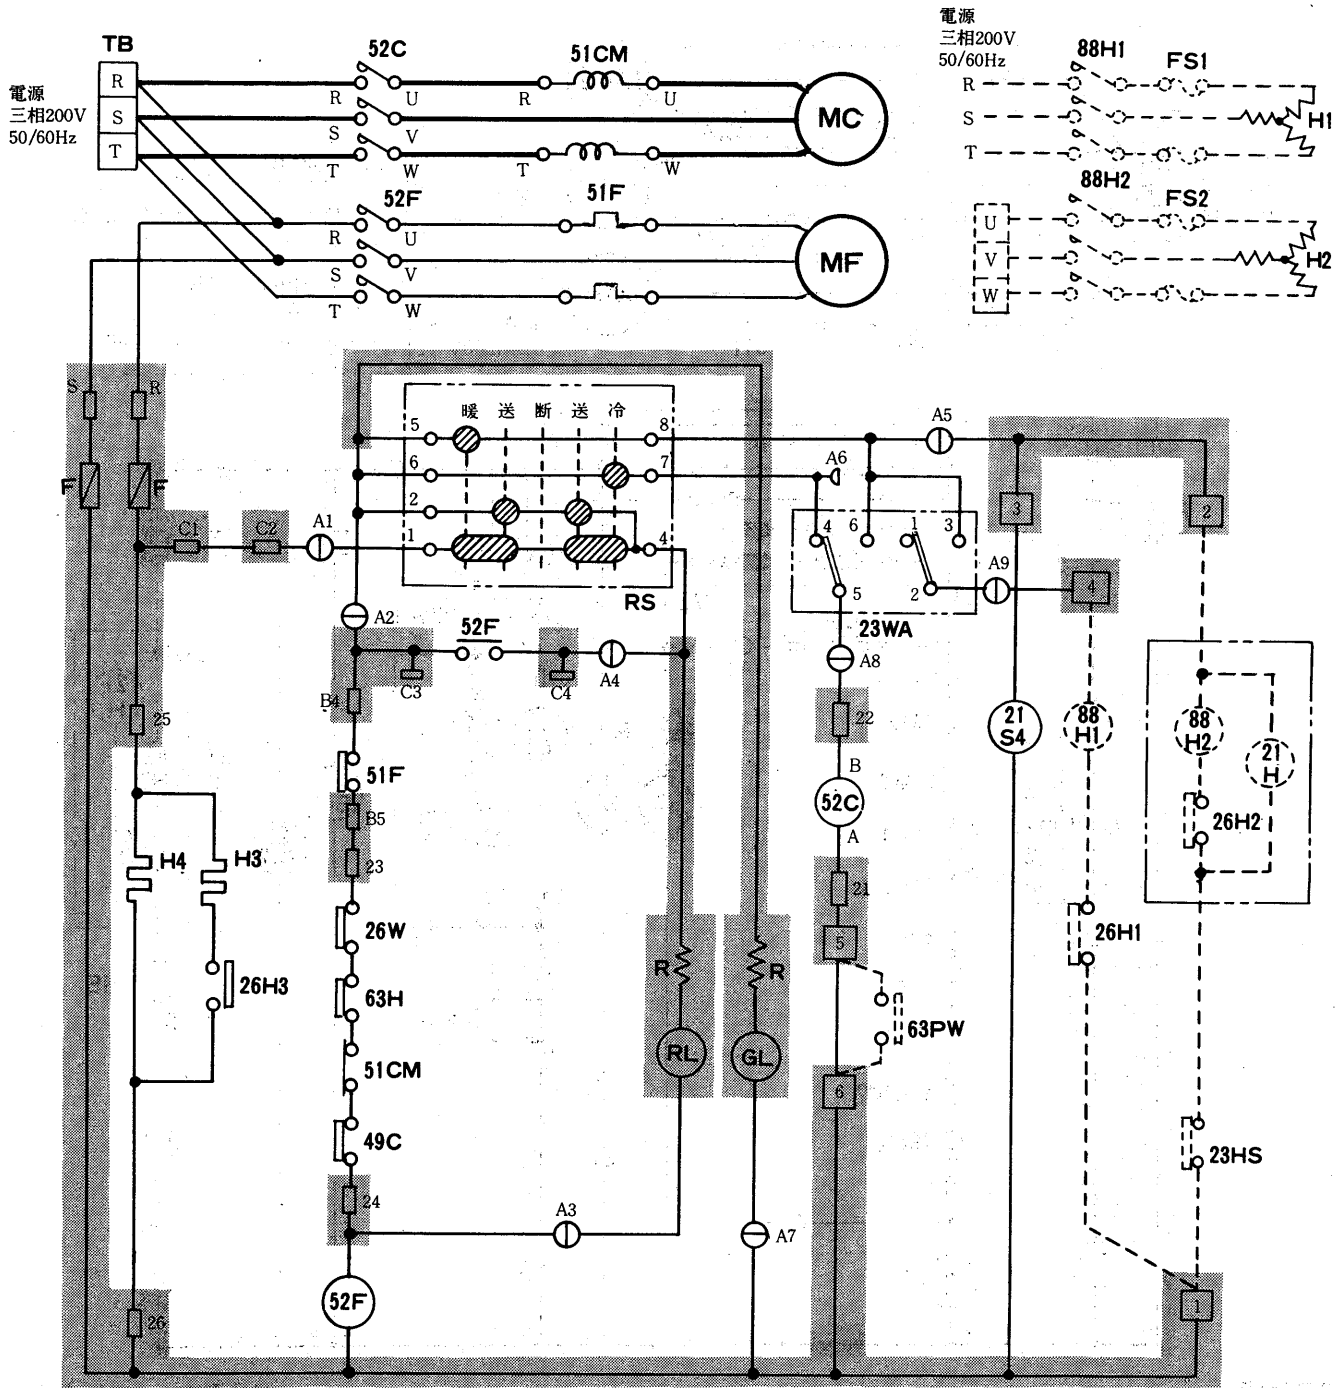 TB
電源
三相200V
50/60Hz
R
S
T
52C
R
U
S
V
T
W
51CM
R
U
T
W
MC
52F
R
U
S
V
T
W
51F
MF
電源
三相200V
50/60Hz
R
S
T
88H1
FS1
H1
88H2
FS2
U
V
W
H2
S
R
F
F
暖 送 断 送 冷
5
8
6
7
2
1
4
RS
C1
C2
A1
A2
A5
A6
4
6
1
3
5
2
23WA
A9
3
2
4
52F
C3
C4
A4
A8
B4
25
22
51F
B
52C
A
21
S4
88
H1
88
H2
21
H
26H2
B5
23
H4
H3
26W
21
5
26H1
R
R
26H3
63H
63PW
RL
GL
51CM
6
49C
23HS
24
A3
A7
52F
26
1